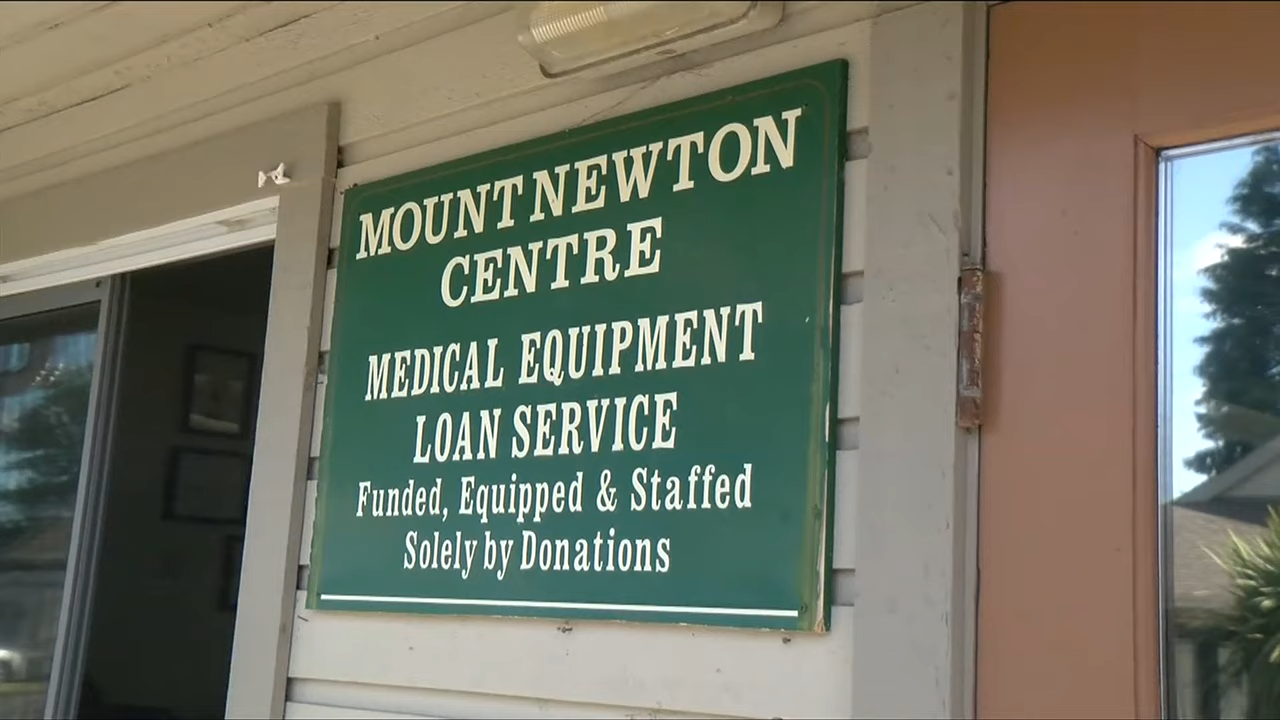 MOUNT NEWTON
CENTRE
MEDICAL EQUIPMENT
LOAN SERVICE
Funded, Equipped & Staffed
Solely by Donations